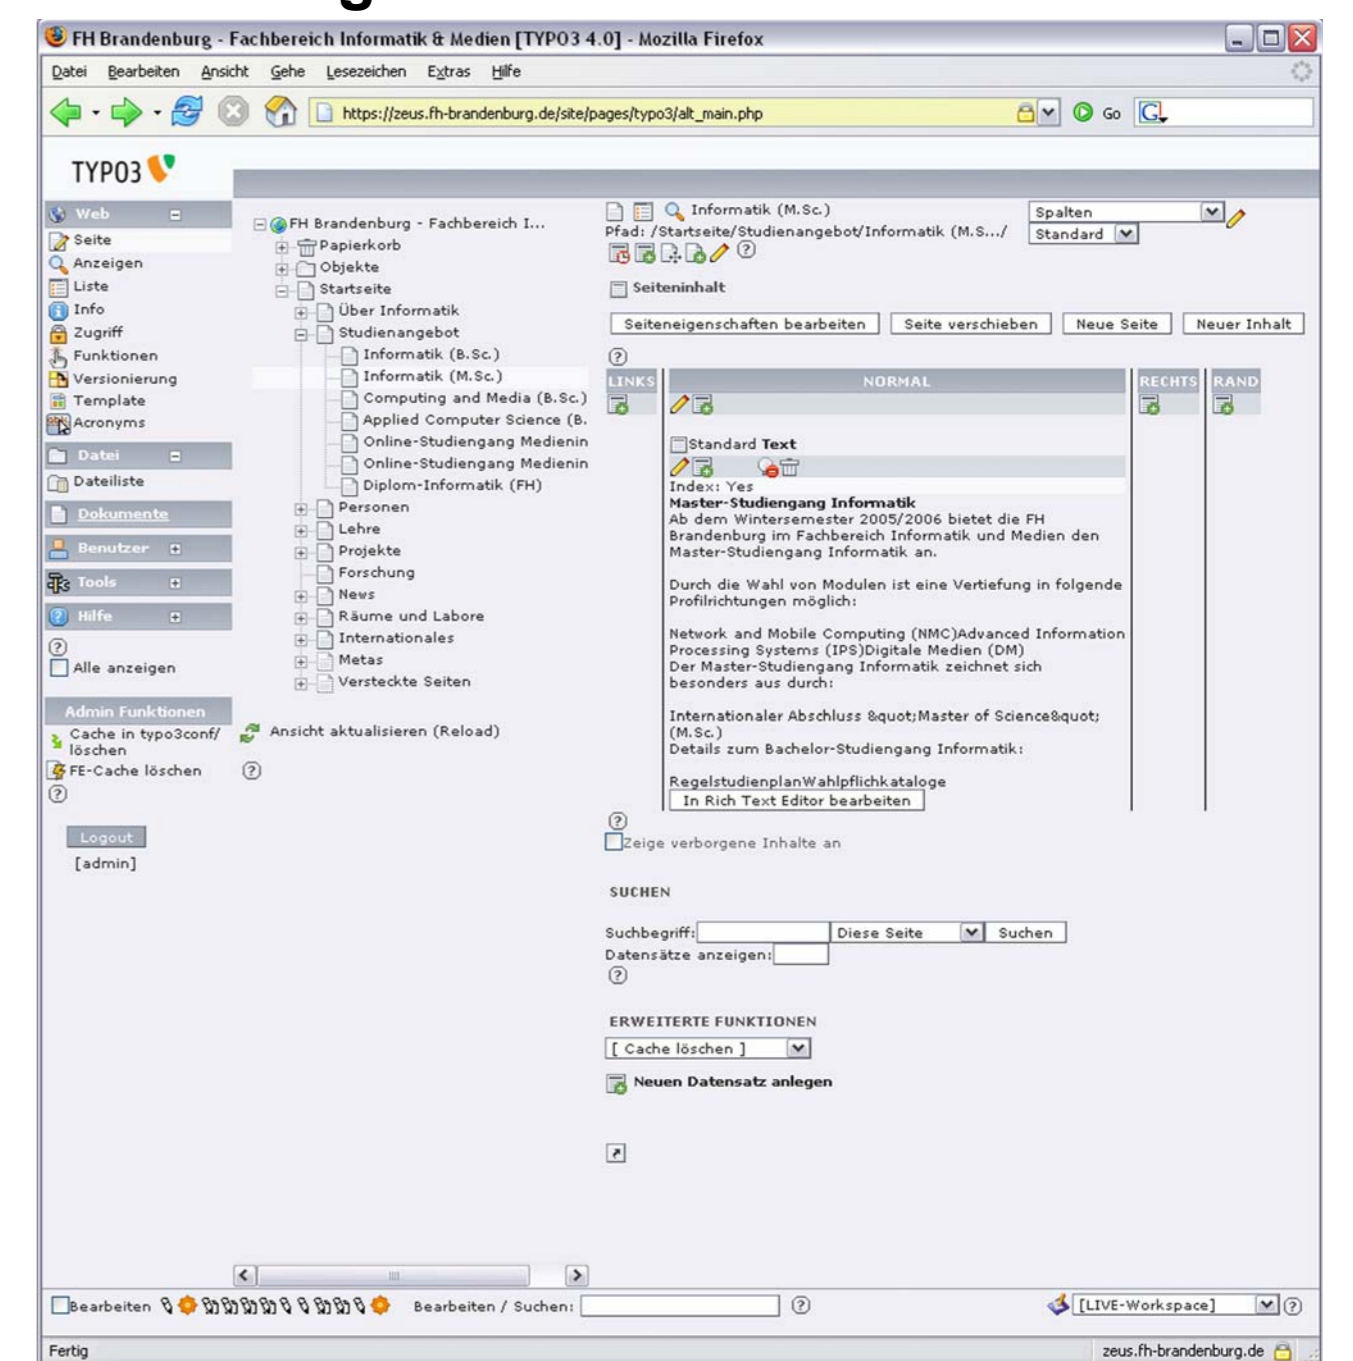 FH Brandenburg - Fachbereich Informatik & Medien [TYPO3 4.0] - Mozilla Firefox
Datei Bearbeiten Ansicht Gehe Lesezeichen Extras Hilfe
https://zeus.fh-brandenburg.de/site/pages/typo3/alt_main.php
Go
TYPO3
Web
Seite
Anzeigen
Liste
Info
Zugriff
Funktionen
Versionierung
Template
Acronyms
Datei
Dateiliste
Dokumente
Benutzer
Tools
Hilfe
Alle anzeigen
Admin Funktionen
Cache in typo3conf/
löschen
FE-Cache löschen
Logout
[admin]
FH Brandenburg - Fachbereich I...
Papierkorb
Objekte
Startseite
Über Informatik
Studienangebot
Informatik (B.Sc.)
Informatik (M.Sc.)
Computing and Media (B.Sc.)
Applied Computer Science (B.
Online-Studiengang Medienin
Online-Studiengang Medienin
Diplom-Informatik (FH)
Personen
Lehre
Projekte
Forschung
News
Räume und Labore
Internationales
Metas
Versteckte Seiten
Ansicht aktualisieren (Reload)
Informatik (M.Sc.)
Spalten
Pfad: /Startseite/Studienangebot/Informatik (M.S.../
Standard
Seiteninhalt
Seiteneigenschaften bearbeiten Seite verschieben Neue Seite Neuer Inhalt
LINKS NORMAL RECHTS RAND
Standard Text
Index: Yes
Master-Studiengang Informatik
Ab dem Wintersemester 2005/2006 bietet die FH
Brandenburg im Fachbereich Informatik und Medien den
Master-Studiengang Informatik an.
Durch die Wahl von Modulen ist eine Vertiefung in folgende
Profilrichtungen möglich:
Network and Mobile Computing (NMC)Advanced Information
Processing Systems (IPS)Digitale Medien (DM)
Der Master-Studiengang Informatik zeichnet sich
besonders aus durch:
Internationaler Abschluss &quot;Master of Science&quot;
(M.Sc.)
Details zum Bachelor-Studiengang Informatik:
RegelstudienplanWahlpflichkataloge
In Rich Text Editor bearbeiten
Zeige verborgene Inhalte an
SUCHEN
Suchbegriff: Diese Seite Suchen
Datensätze anzeigen:
ERWEITERTE FUNKTIONEN
[ Cache löschen ]
Neuen Datensatz anlegen
Bearbeiten Bearbeiten / Suchen: [LIVE-Workspace]
Fertig zeus.fh-brandenburg.de